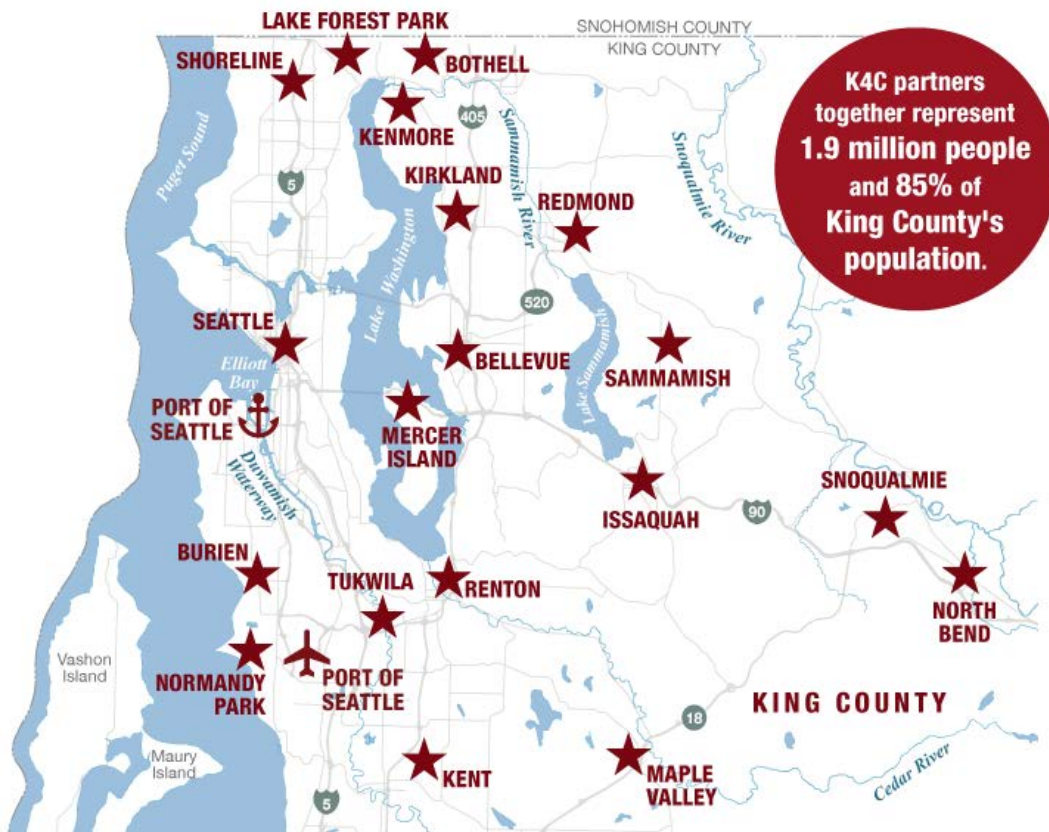 LAKE FOREST PARK
SNOHOMISH COUNTY
KING COUNTY
SHORELINE
BOTHELL
KENMORE
405
Sammamish River
Snoqualmie River
K4C partners
together represent
1.9 million people
and 85% of
King County's
population.
Puget Sound
5
KIRKLAND
REDMOND
Lake Washington
520
SEATTLE
Elliott
Bay
BELLEVUE
Lake Sammamish
SAMMAMISH
PORT OF
SEATTLE
MERCER
ISLAND
Duwamish
Waterway
ISSAQUAH
90
SNOQUALMIE
BURIEN
TUKWILA
RENTON
NORTH
BEND
Vashon
Island
NORMANDY
PARK
PORT OF
SEATTLE
KING COUNTY
18
Maury
Island
KENT
MAPLE
VALLEY
Cedar River
5